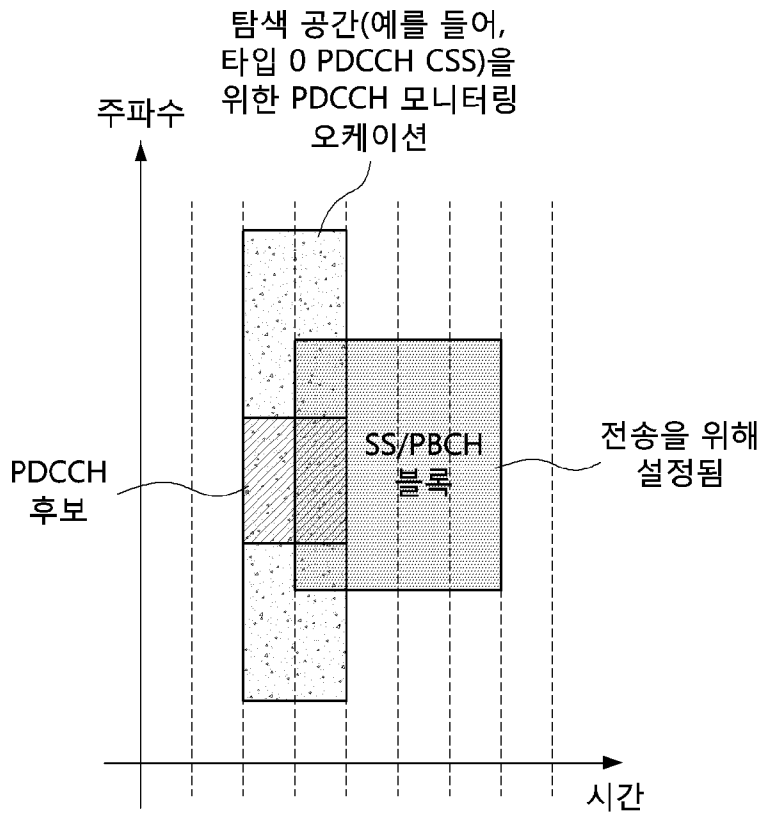 탐색 공간(예를 들어,
타입 0 PDCCH CSS)을
위한 PDCCH 모니터링
오케이션
주파수
SS/PBCH
블록
전송을 위해
설정됨
PDCCH
후보
시간